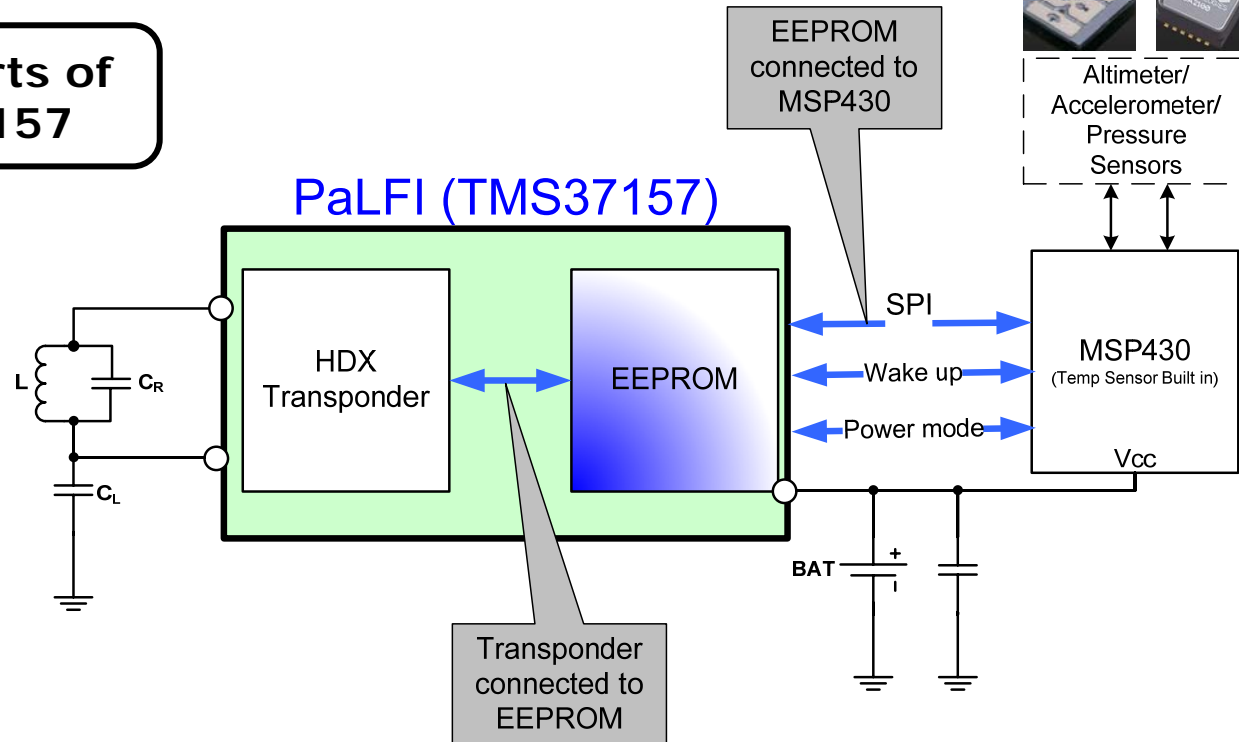 157
EEPROM
connected to
MSP430
Altimeter/
Accelerometer/
Pressure
Sensors
PaLFI (TMS37157)
HDX
Transponder
EEPROM
SPI
Wake up
Power mode
MSP430
(Temp Sensor Built in)
Vcc
L
CR
CL
BAT
+
Transponder
connected to
EEPROM
of